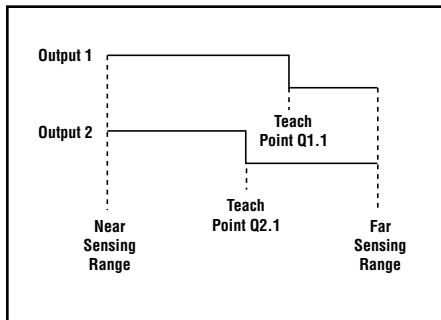 Output 1
Teach
Point Q1.1
Output 2
Teach
Point Q2.1
Near
Sensing
Range
Far
Sensing
Range